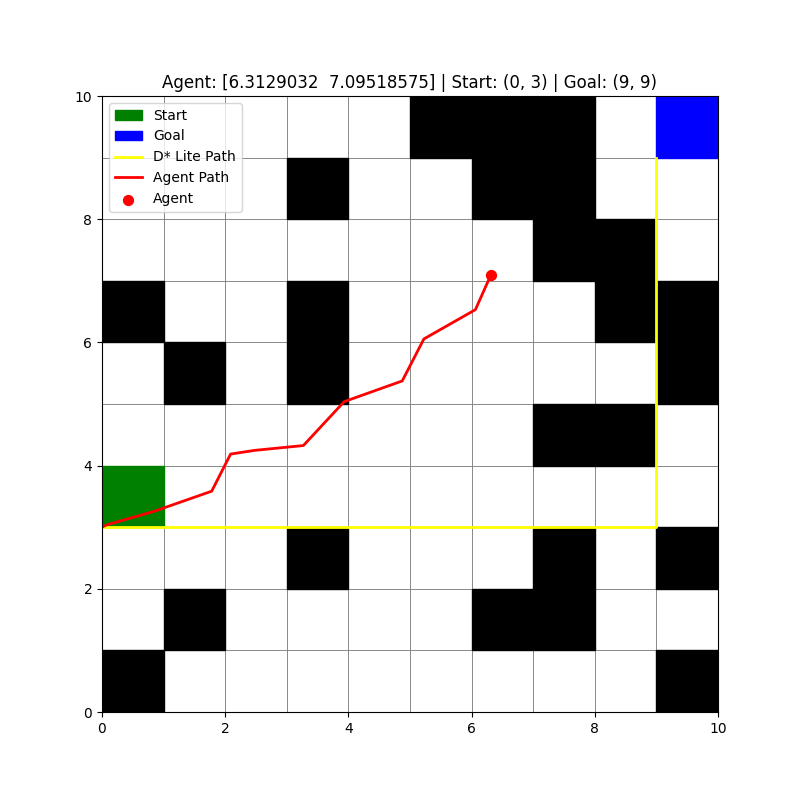 Agent: [6.3129032  7.09518575] | Start: (0, 3) | Goal: (9, 9)
10
8
6
4
2
0
Start
Goal
D* Lite Path
Agent Path
Agent
0 2 4 6 8 10